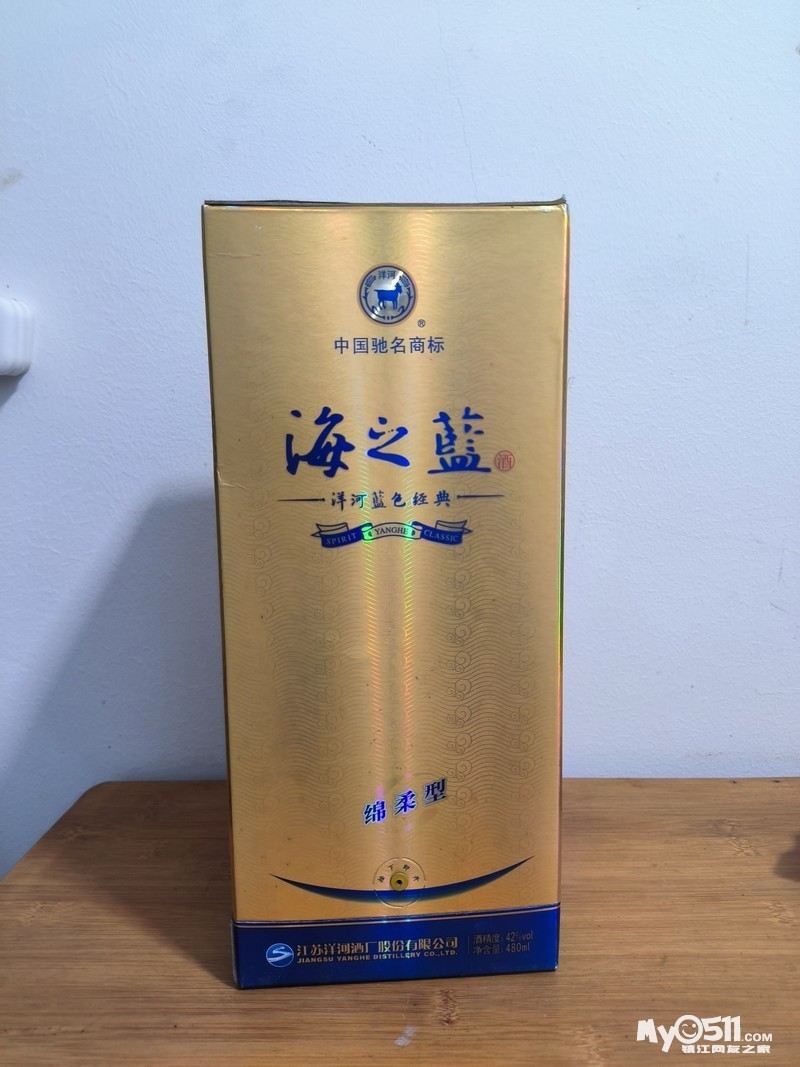 洋河
®
中国驰名商标
海之藍
酒
洋河蓝色经典
SPIRIT YANGHE CLASSIC
绵柔型
江苏洋河酒厂股份有限公司
JIANGSU YANGHE DISTILLERY CO.,LTD.
酒精度: 42%vol
净含量: 480ml
My0511.COM
镇江网友之家